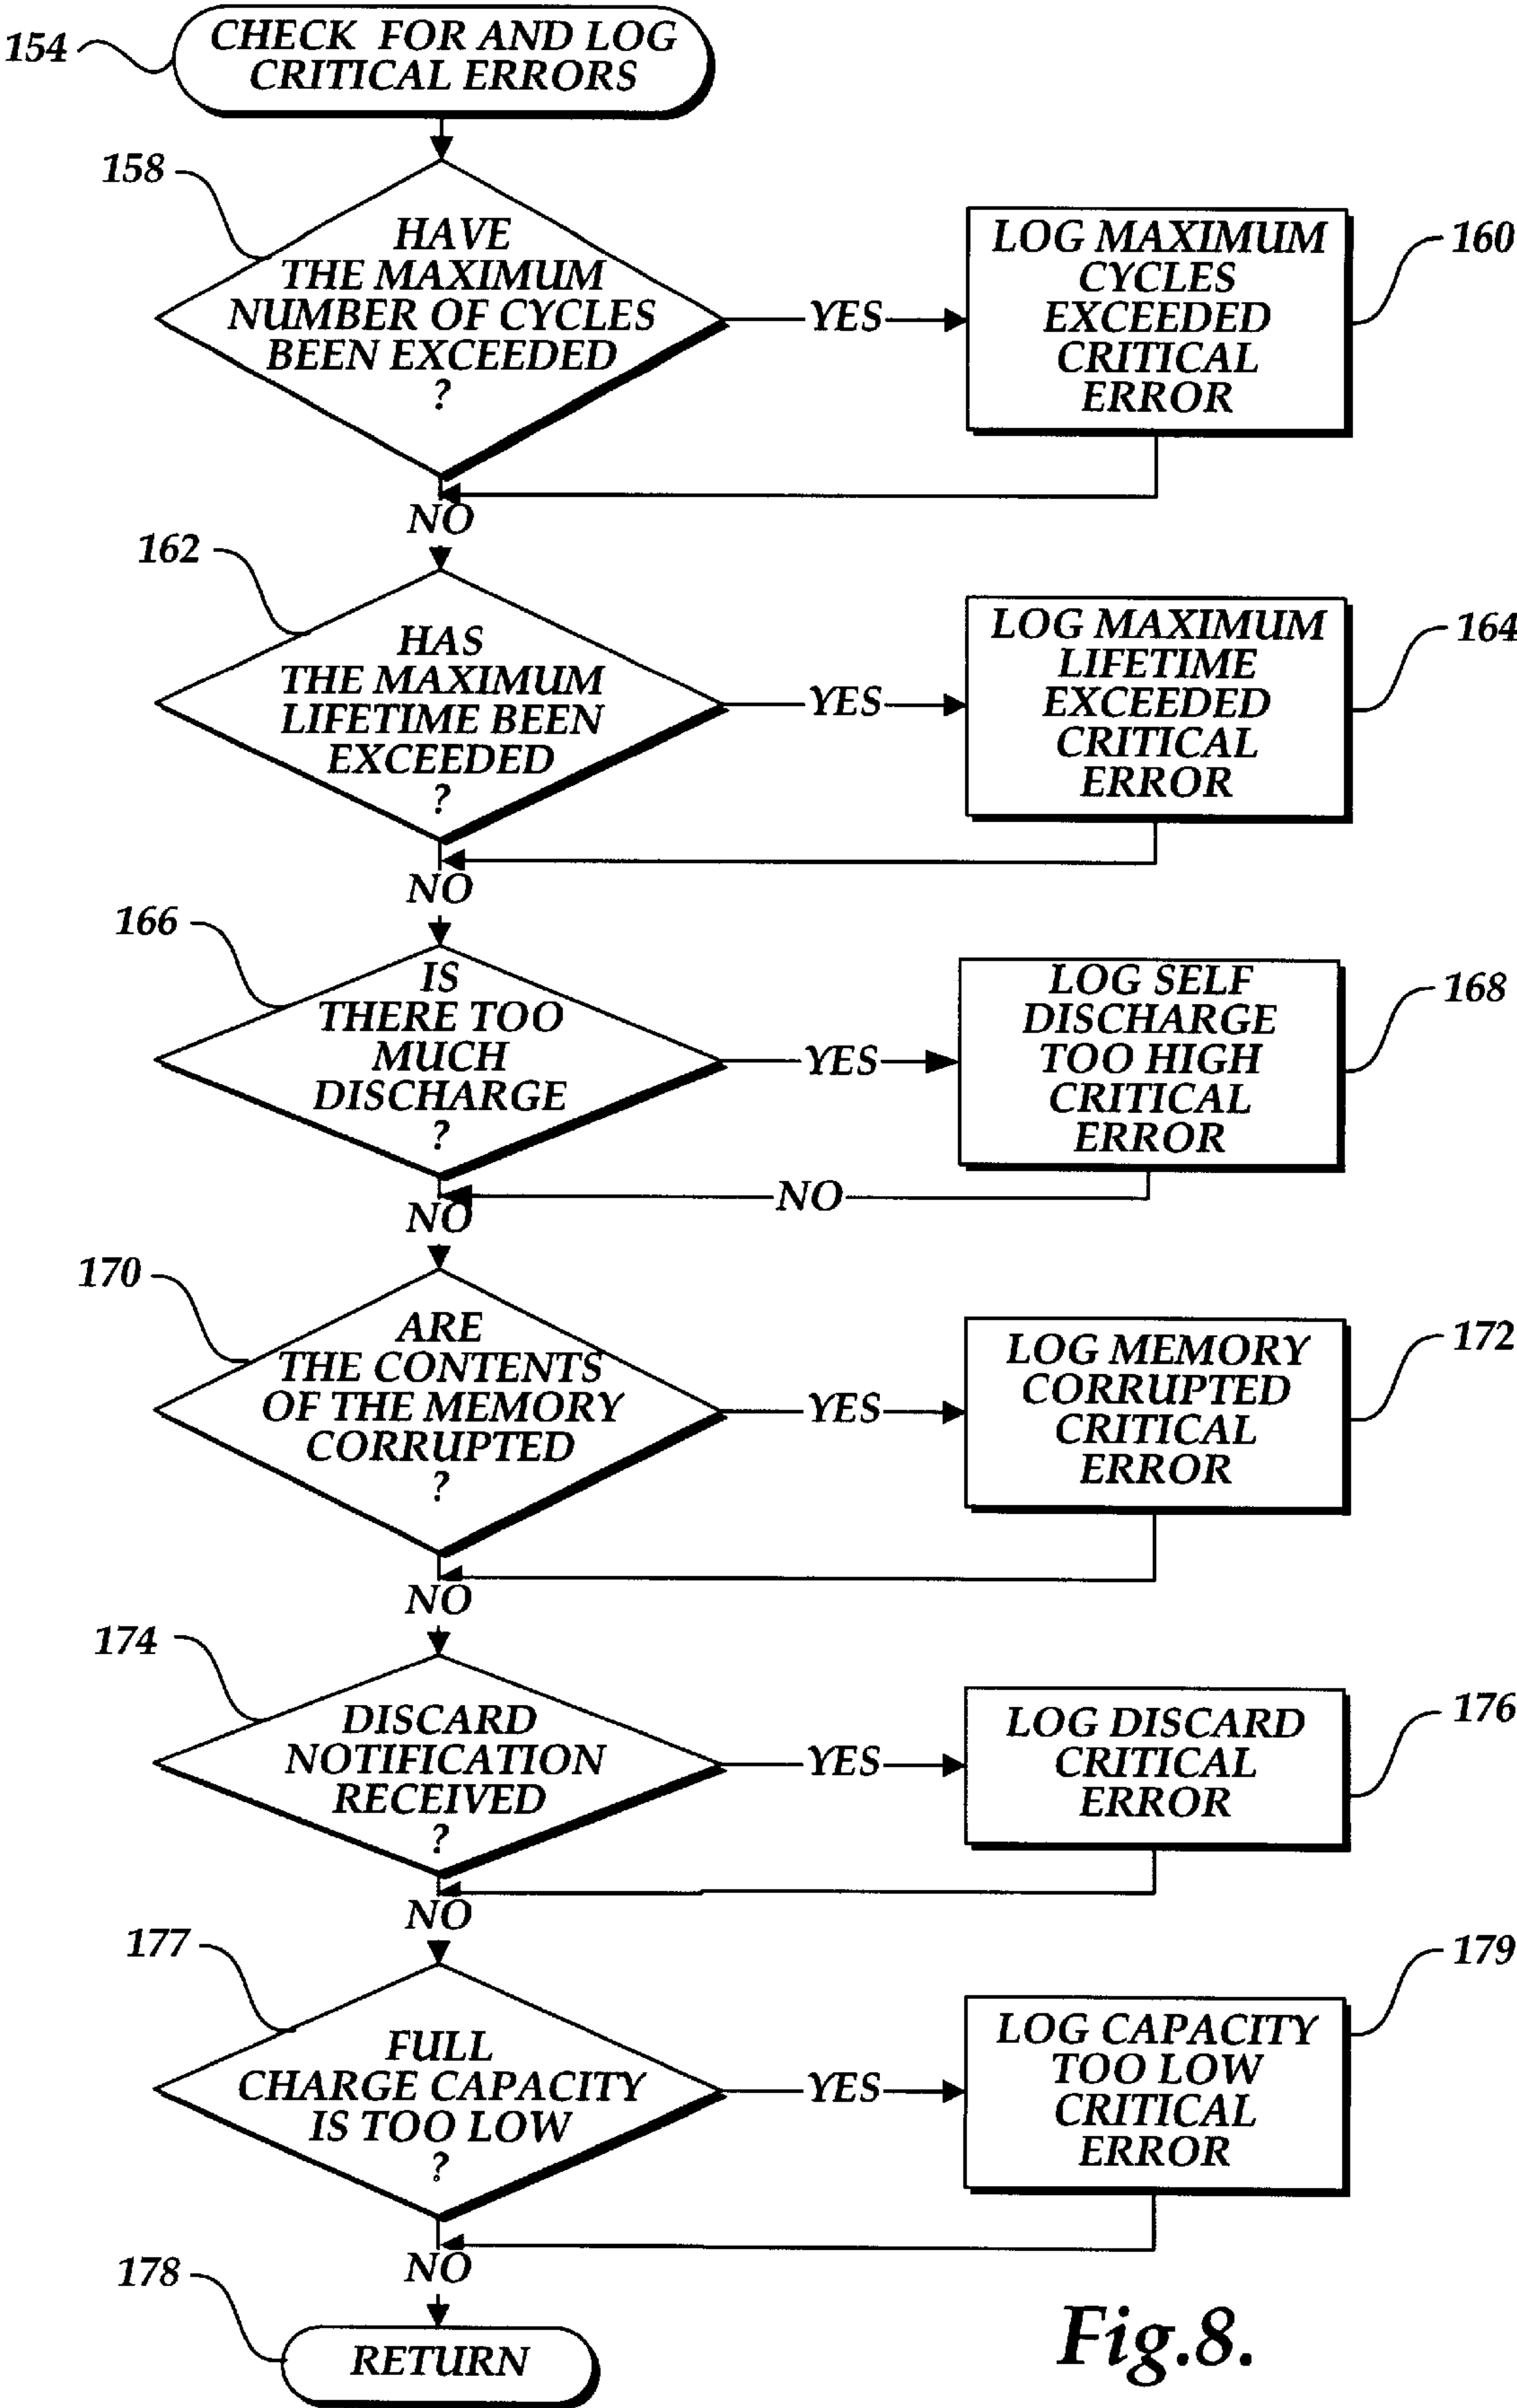 154
CHECK FOR AND LOG
CRITICAL ERRORS
158
HAVE
THE MAXIMUM
NUMBER OF CYCLES
BEEN EXCEEDED
?
YES
LOG MAXIMUM
CYCLES
EXCEEDED
CRITICAL
ERROR
160
NO
162
HAS
THE MAXIMUM
LIFETIME BEEN
EXCEEDED
?
YES
LOG MAXIMUM
LIFETIME
EXCEEDED
CRITICAL
ERROR
164
NO
166
IS
THERE TOO
MUCH
DISCHARGE
?
YES
LOG SELF
DISCHARGE
TOO HIGH
CRITICAL
ERROR
168
NO
NO
170
ARE
THE CONTENTS
OF THE MEMORY
CORRUPTED
?
YES
LOG MEMORY
CORRUPTED
CRITICAL
ERROR
172
NO
174
DISCARD
NOTIFICATION
RECEIVED
?
YES
LOG DISCARD
CRITICAL
ERROR
176
NO
177
FULL
CHARGE CAPACITY
IS TOO LOW
?
YES
LOG CAPACITY
TOO LOW
CRITICAL
ERROR
179
NO
178
RETURN
Fig.8.